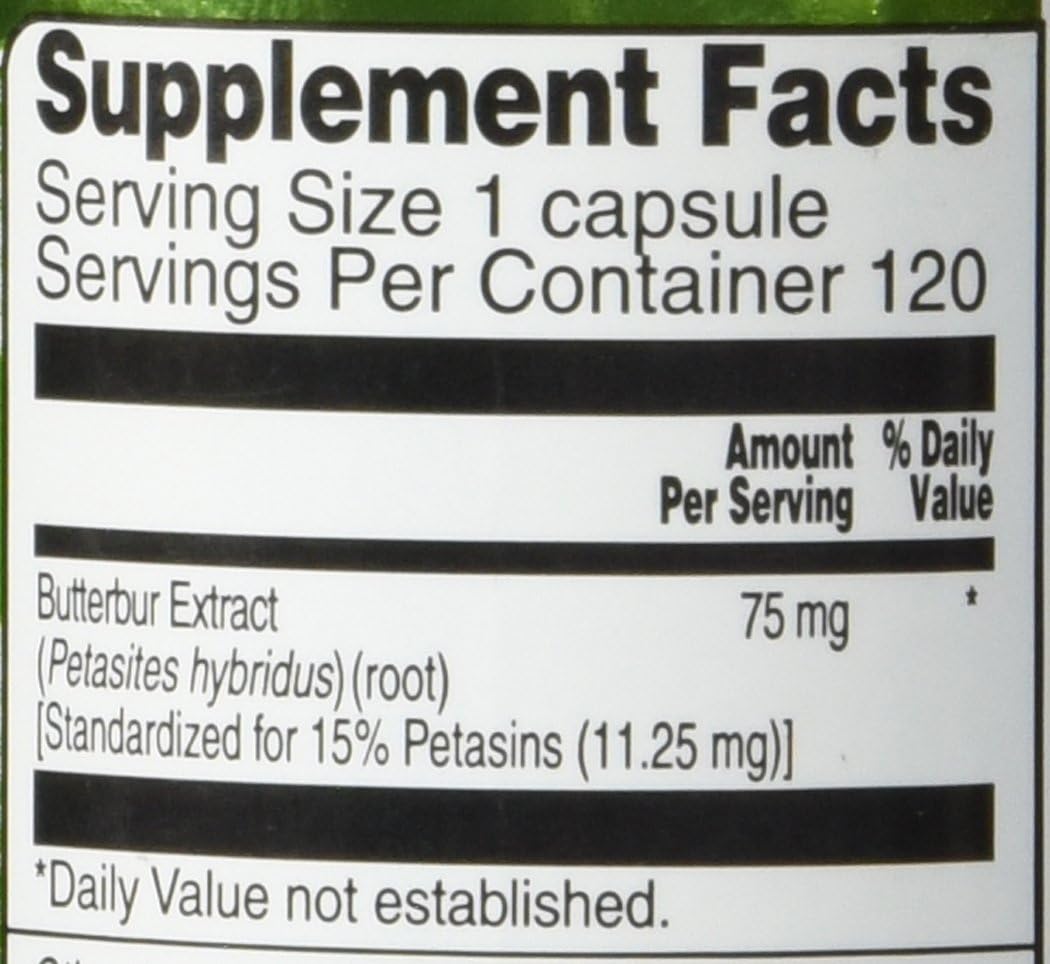 Supplement Facts
Serving Size 1 capsule
Servings Per Container 120
Amount % Daily
Per Serving Value
Butterbur Extract 75 mg *
(Petasites hybridus) (root)
[Standardized for 15% Petasins (11.25 mg)]
*Daily Value not established.